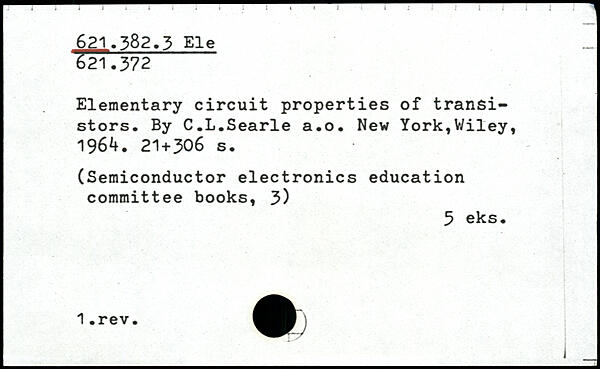 621.382.3 Ele
621.372
Elementary circuit properties of transi-
stors. By C.L.Searle a.o. New York,Wiley,
1964. 21+306 s.
(Semiconductor electronics education
committee books, 3)
5 eks.
1.rev.